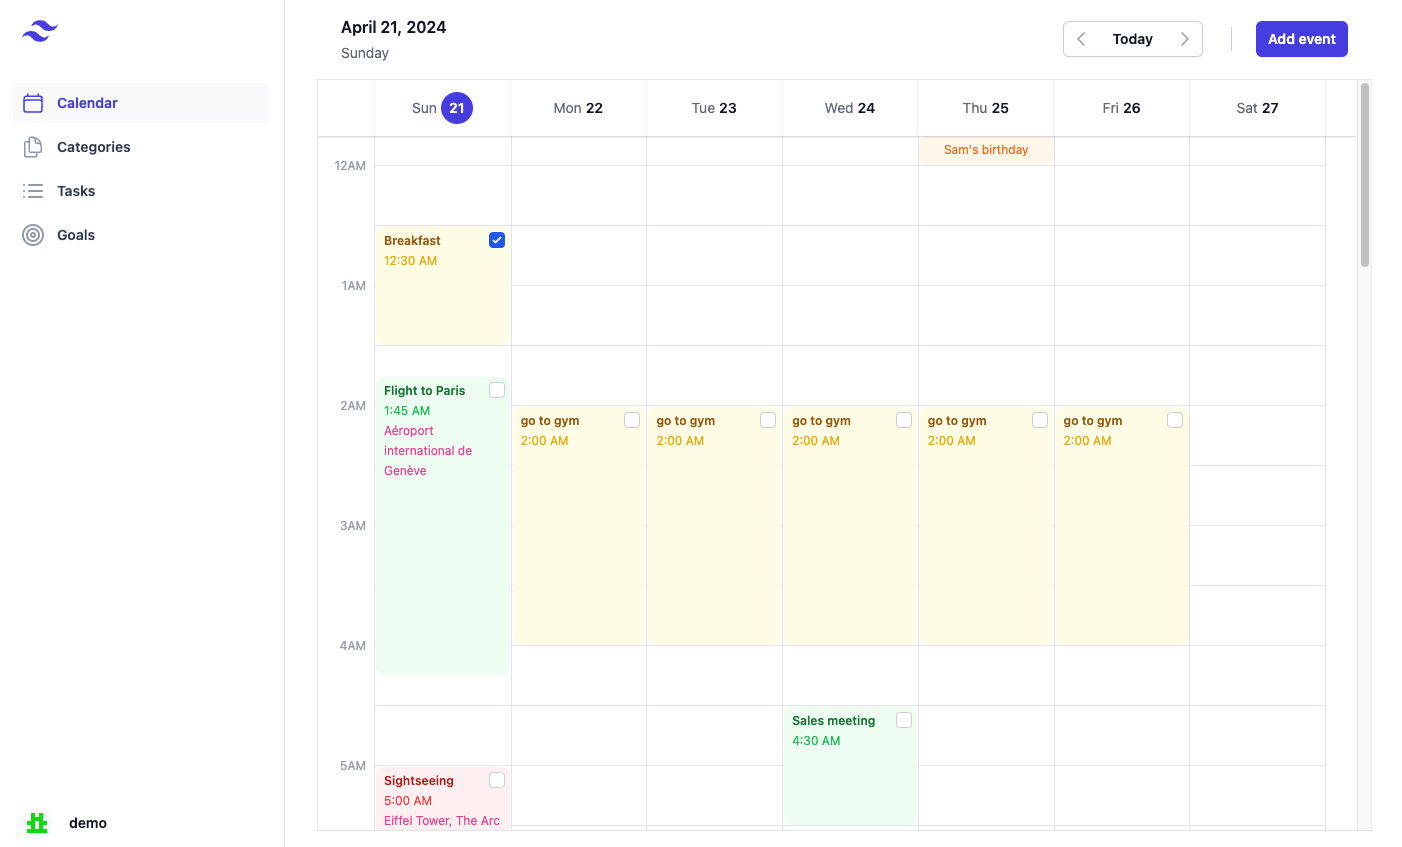 April 21, 2024
Sunday
Today
Add event
Calendar
Categories
Tasks
Goals
demo
Sun 21
Mon 22
Tue 23
Wed 24
Thu 25
Fri 26
Sat 27
Sam's birthday
12AM
1AM
2AM
3AM
4AM
5AM
Breakfast
12:30 AM
Flight to Paris
1:45 AM
Aéroport
international de
Genève
Sightseeing
5:00 AM
Eiffel Tower, The Arc
go to gym
2:00 AM
go to gym
2:00 AM
go to gym
2:00 AM
Sales meeting
4:30 AM
go to gym
2:00 AM
go to gym
2:00 AM